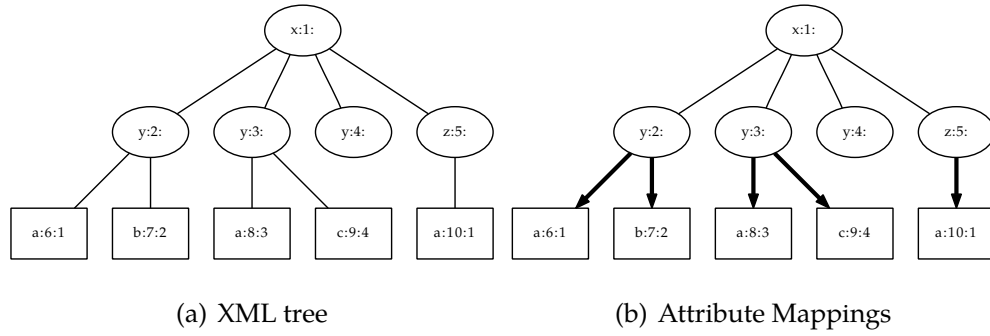 x:1: x:1:
y:2: y:3: y:4: z:5: y:2: y:3: y:4: z:5:
a:6:1 b:7:2 a:8:3 c:9:4 a:10:1 a:6:1 b:7:2 a:8:3 c:9:4 a:10:1
(a) XML tree (b) Attribute Mappings